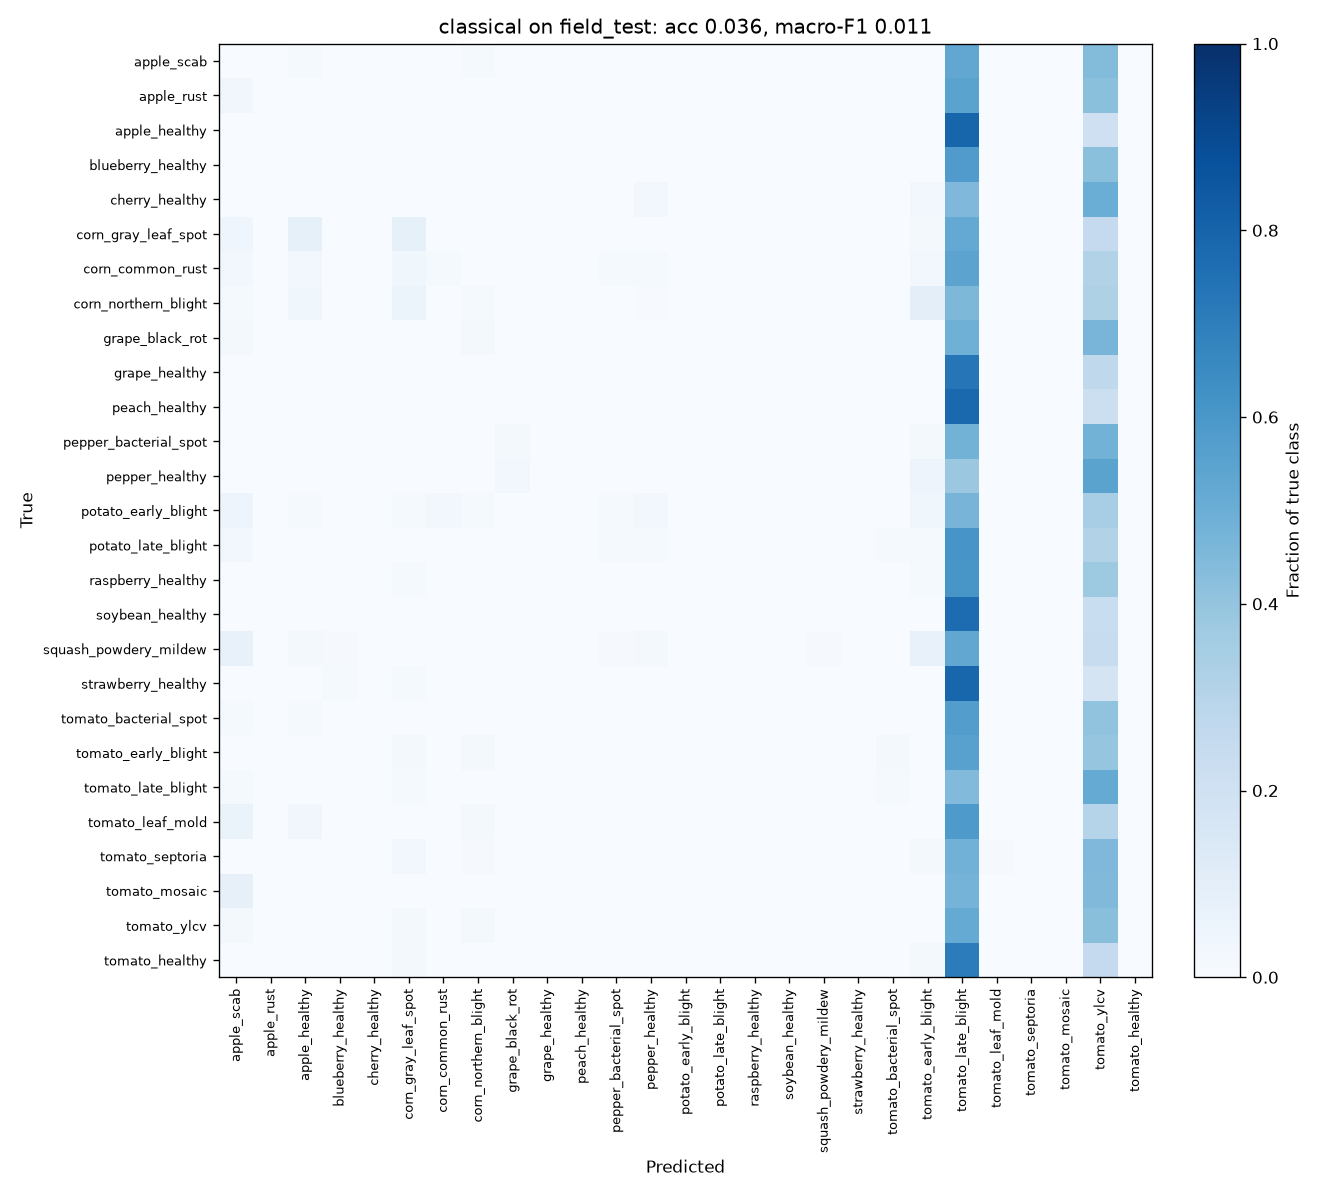 classical on field_test: acc 0.036, macro-F1 0.011
True
apple_scab
apple_rust
apple_healthy
blueberry_healthy
cherry_healthy
corn_gray_leaf_spot
corn_common_rust
corn_northern_blight
grape_black_rot
grape_healthy
peach_healthy
pepper_bacterial_spot
pepper_healthy
potato_early_blight
potato_late_blight
raspberry_healthy
soybean_healthy
squash_powdery_mildew
strawberry_healthy
tomato_bacterial_spot
tomato_early_blight
tomato_late_blight
tomato_leaf_mold
tomato_septoria
tomato_mosaic
tomato_ylcv
tomato_healthy
apple_scab
apple_rust
apple_healthy
blueberry_healthy
cherry_healthy
corn_gray_leaf_spot
corn_common_rust
corn_northern_blight
grape_black_rot
grape_healthy
peach_healthy
pepper_bacterial_spot
pepper_healthy
potato_early_blight
potato_late_blight
raspberry_healthy
soybean_healthy
squash_powdery_mildew
strawberry_healthy
tomato_bacterial_spot
tomato_early_blight
tomato_late_blight
tomato_leaf_mold
tomato_septoria
tomato_mosaic
tomato_ylcv
tomato_healthy
Predicted
1.0
0.8
0.6
0.4
0.2
0.0
Fraction of true class